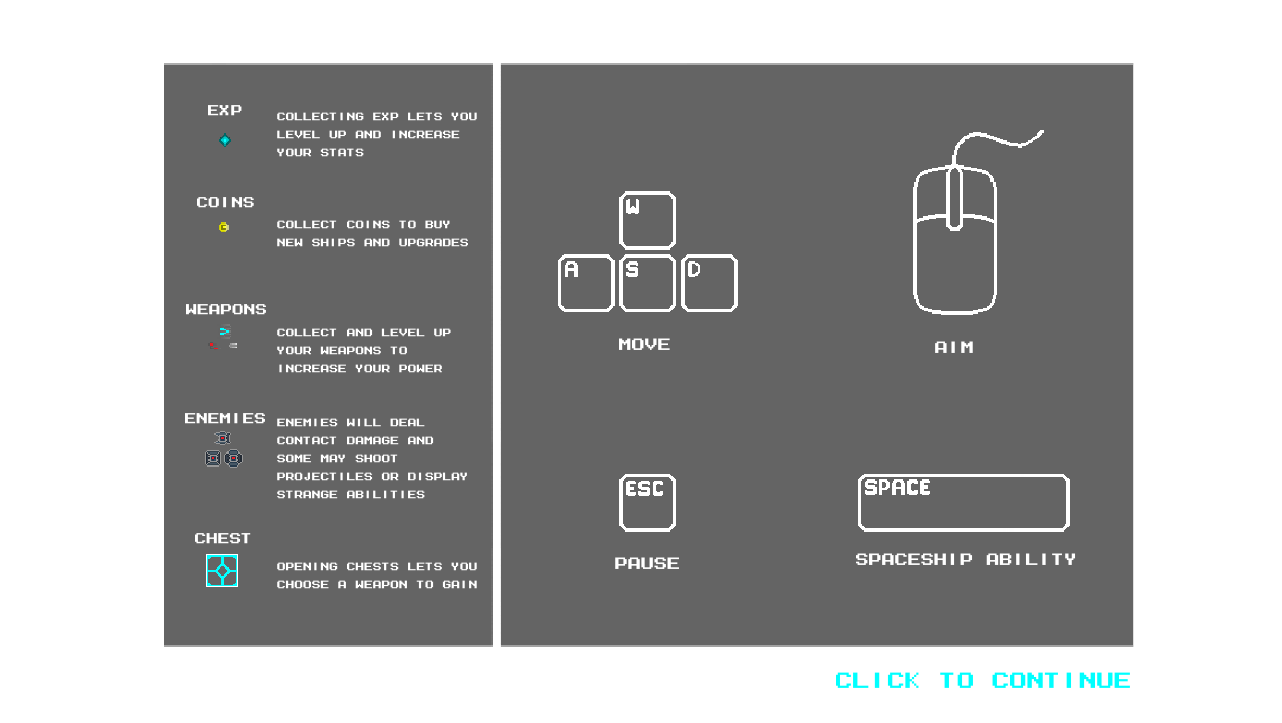 EXP
COLLECTING EXP LETS YOU
LEVEL UP AND INCREASE
YOUR STATS
COINS
COLLECT COINS TO BUY
NEW SHIPS AND UPGRADES
WEAPONS
COLLECT AND LEVEL UP
YOUR WEAPONS TO
INCREASE YOUR POWER
ENEMIES
ENEMIES WILL DEAL
CONTACT DAMAGE AND
SOME MAY SHOOT
PROJECTILES OR DISPLAY
STRANGE ABILITIES
CHEST
OPENING CHESTS LETS YOU
CHOOSE A WEAPON TO GAIN
W
A S D
MOVE
AIM
ESC
PAUSE
SPACE
SPACESHIP ABILITY
CLICK TO CONTINUE